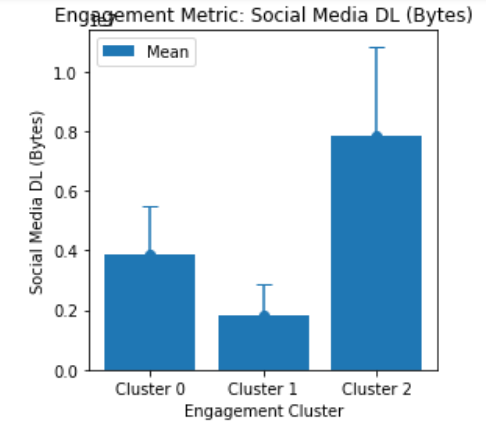 Engagement Metric: Social Media DL (Bytes)
1e7
Mean
1.0
0.8
0.6
0.4
0.2
0.0
Social Media DL (Bytes)
Cluster 0 Cluster 1 Cluster 2
Engagement Cluster